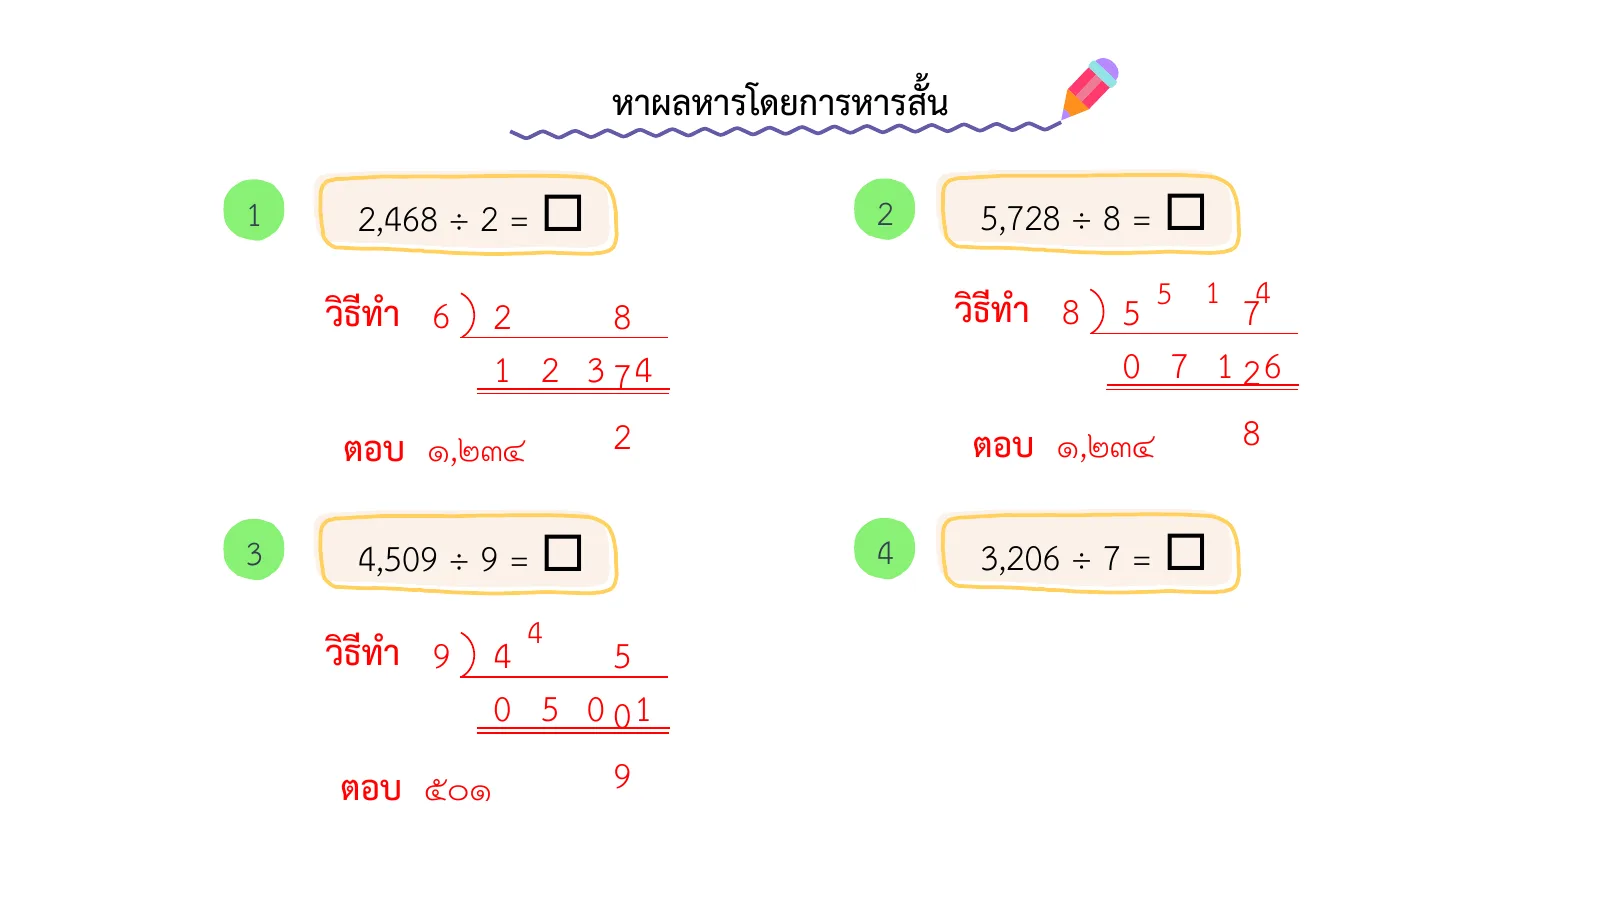 หาผลหารโดยการหารสั้น
1
2,468 ÷ 2 = □
วิธีทำ 6 ) 2 8
1 2 3 7 4
2
ตอบ ๑,๒๓๔
2
5,728 ÷ 8 = □
5 1 4
วิธีทำ 8 ) 5 7
0 7 1 2 6
8
ตอบ ๑,๒๓๔
3
4,509 ÷ 9 = □
4
วิธีทำ 9 ) 4 5
0 5 0 0 1
9
ตอบ ๕๐๑
4
3,206 ÷ 7 = □